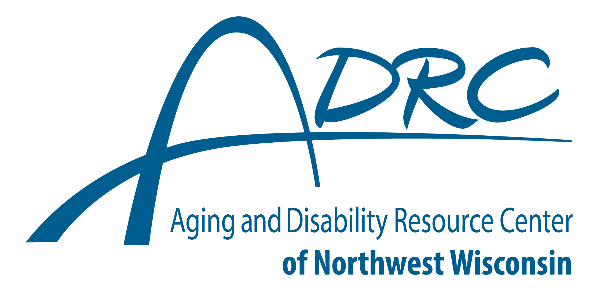 ADRC
Aging and Disability Resource Center
of Northwest Wisconsin